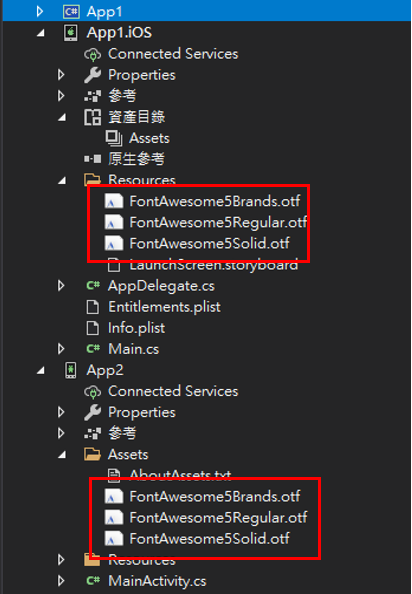 App1
App1.iOS
Connected Services
Properties
參考
資產目錄
Assets
原生參考
Resources
FontAwesome5Brands.otf
FontAwesome5Regular.otf
FontAwesome5Solid.otf
LaunchScreen.storyboard
AppDelegate.cs
Entitlements.plist
Info.plist
Main.cs
App2
Connected Services
Properties
參考
Assets
AboutAssets.txt
FontAwesome5Brands.otf
FontAwesome5Regular.otf
FontAwesome5Solid.otf
Resources
MainActivity.cs